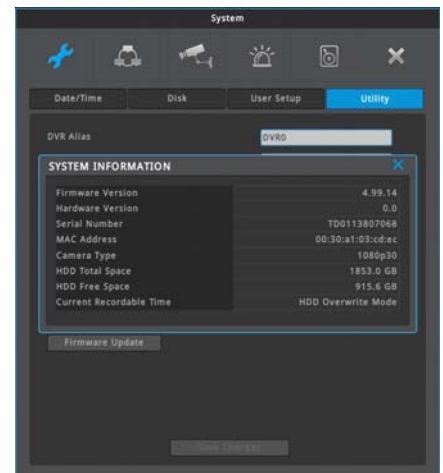 System
Date/Time Disk User Setup Utility
DVR Alias DVR0
SYSTEM INFORMATION
Firmware Version 4.99.14
Hardware Version 0.0
Serial Number TD0113807068
MAC Address 00:30:a1:03:cd:ec
Camera Type 1080p30
HDD Total Space 1853.0 GB
HDD Free Space 915.6 GB
Current Recordable Time HDD Overwrite Mode
Firmware Update
Save Changes